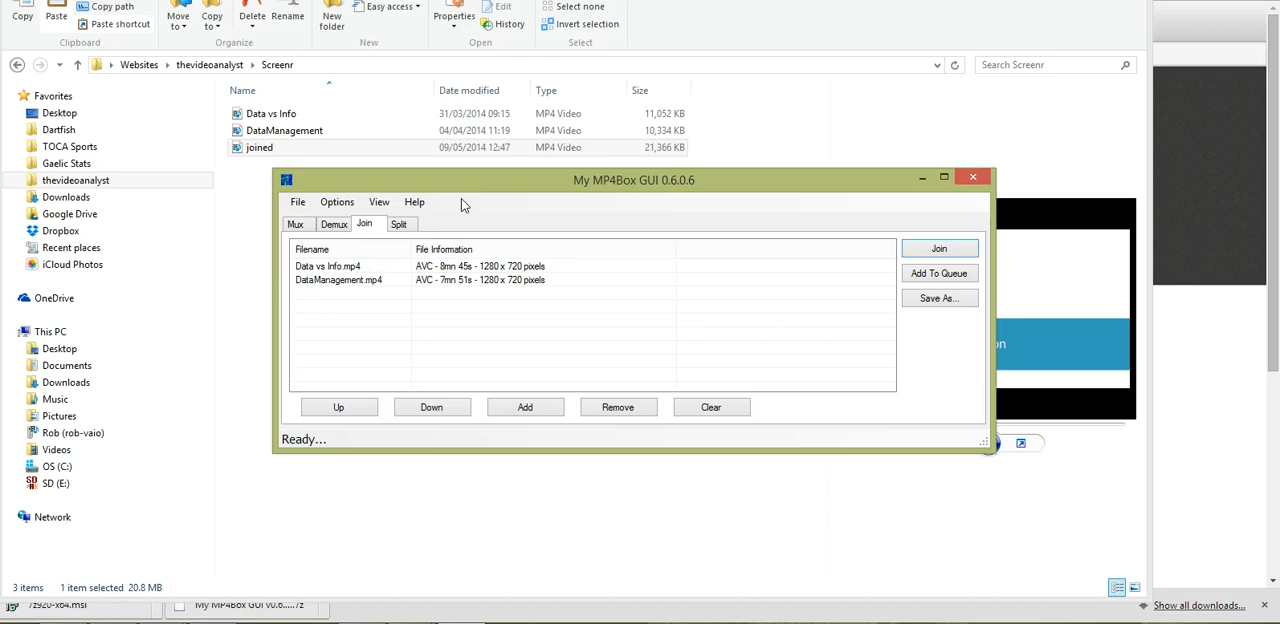 Copy Paste Copy path Paste shortcut Move to Copy to Delete Rename New folder Easy access Properties Edit History Select none Invert selection
Clipboard Organize New Open Select
Websites thevideoanalyst Screenr Search Screenr
Favorites
Desktop
Dartfish
TOCA Sports
Gaelic Stats
thevideoanalyst
Downloads
Google Drive
Dropbox
Recent places
iCloud Photos
OneDrive
This PC
Desktop
Documents
Downloads
Music
Pictures
Rob (rob-vaio)
Videos
OS (C:)
SD (E:)
Network
Name Date modified Type Size
Data vs Info 31/03/2014 09:15 MP4 Video 11,052 KB
DataManagement 04/04/2014 11:19 MP4 Video 10,334 KB
joined 09/05/2014 12:47 MP4 Video 21,366 KB
My MP4Box GUI 0.6.0.6
File Options View Help
Mux Demux Join Split
Filename File Information
Data vs Info.mp4 AVC - 8mn 45s - 1280 x 720 pixels
DataManagement.mp4 AVC - 7mn 51s - 1280 x 720 pixels
Join
Add To Queue
Save As...
Up Down Add Remove Clear
Ready...
on
3 items 1 item selected 20.8 MB
7z920-x64.msi My MP4Box GUI v0.6.....7z Show all downloads...